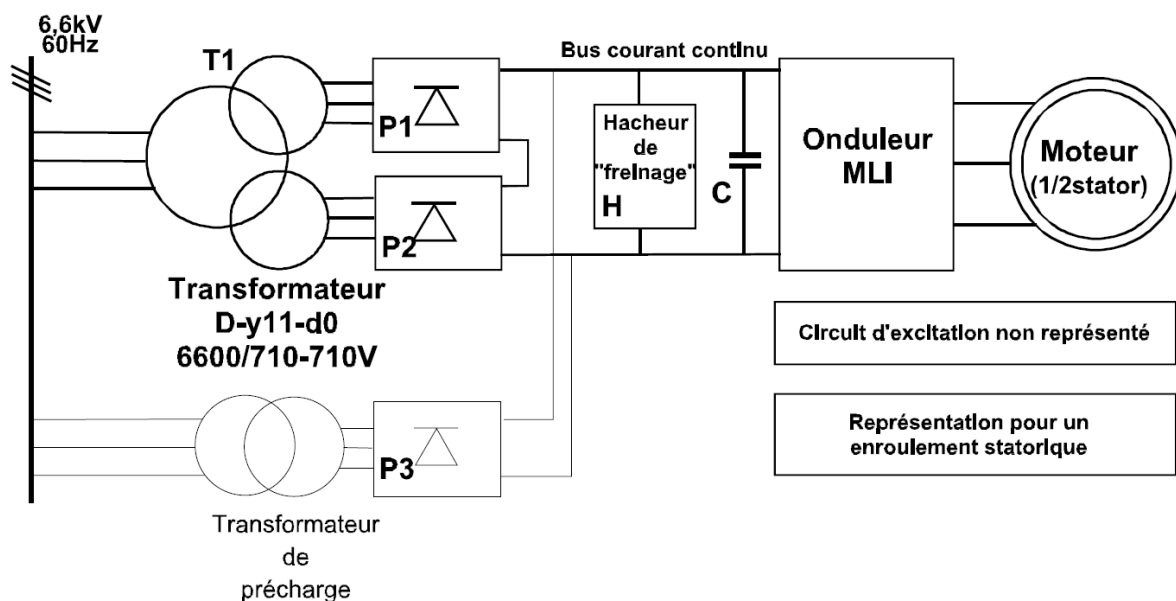 6,6kV
60Hz
T1
P1
P2
Transformateur
D-y11-d0
6600/710-710V
Bus courant continu
Hacheur
de
"freinage"
H
C
Onduleur
MLI
Moteur
(1/2stator)
Circuit d'excitation non représenté
Représentation pour un
enroulement statorique
P3
Transformateur
de
précharge